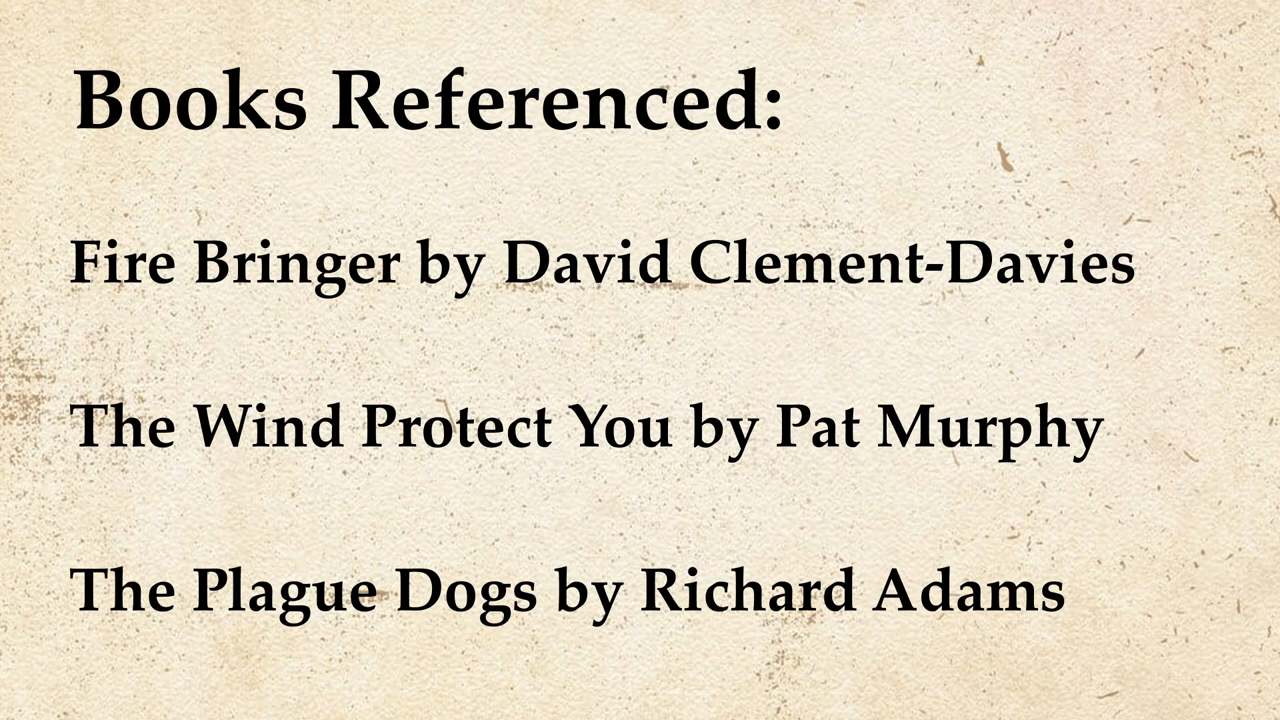 Books Referenced:
Fire Bringer by David Clement-Davies
The Wind Protect You by Pat Murphy
The Plague Dogs by Richard Adams